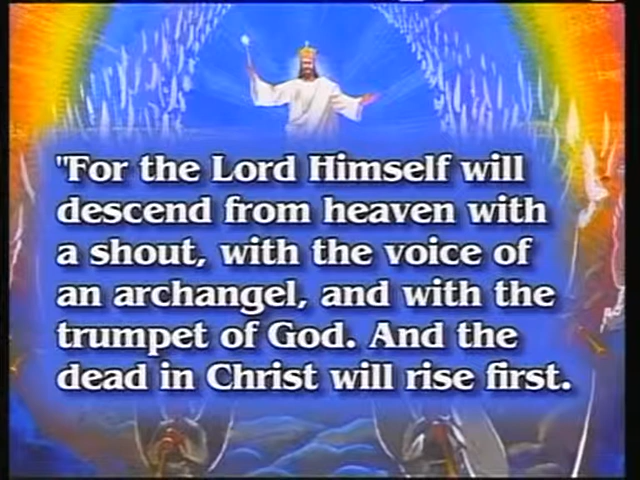 "For the Lord Himself will
descend from heaven with
a shout, with the voice of
an archangel, and with the
trumpet of God. And the
dead in Christ will rise first.